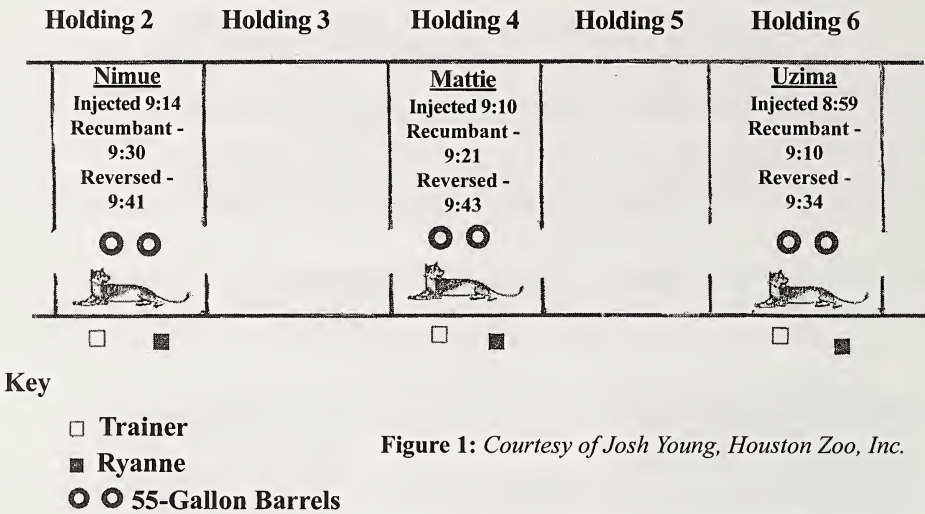 Holding 2 Holding 3 Holding 4 Holding 5 Holding 6
Nimue
Injected 9:14
Recumbant -
9:30
Reversed -
9:41
Mattie
Injected 9:10
Recumbant -
9:21
Reversed -
9:43
Uzima
Injected 8:59
Recumbant -
9:10
Reversed -
9:34
Key
Trainer
Ryanne
55-Gallon Barrels
Figure 1: Courtesy of Josh Young, Houston Zoo, Inc.